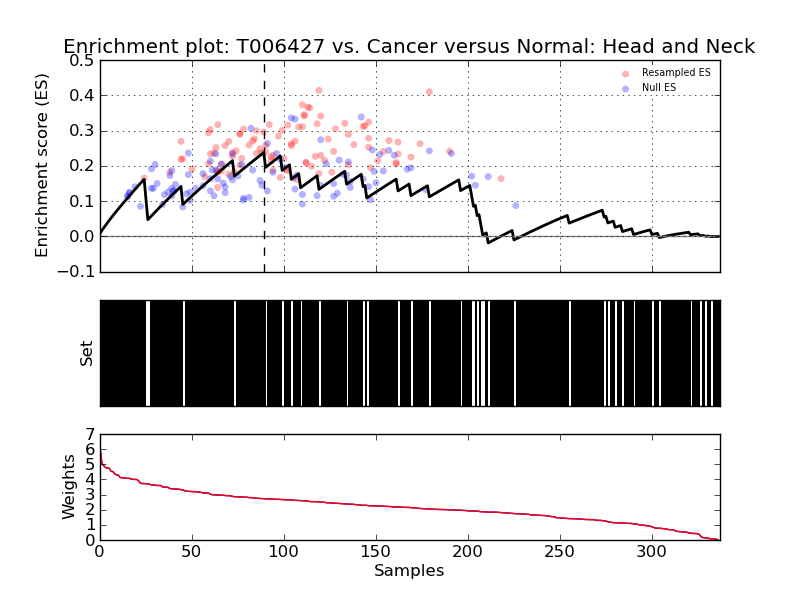 Enrichment plot: T006427 vs. Cancer versus Normal: Head and Neck
0.5
0.4
0.3
0.2
0.1
0.0
−0.1
Enrichment score (ES)
Resampled ES
Null ES
Set
7
6
5
4
3
2
1
0
Weights
0 50 100 150 200 250 300
Samples